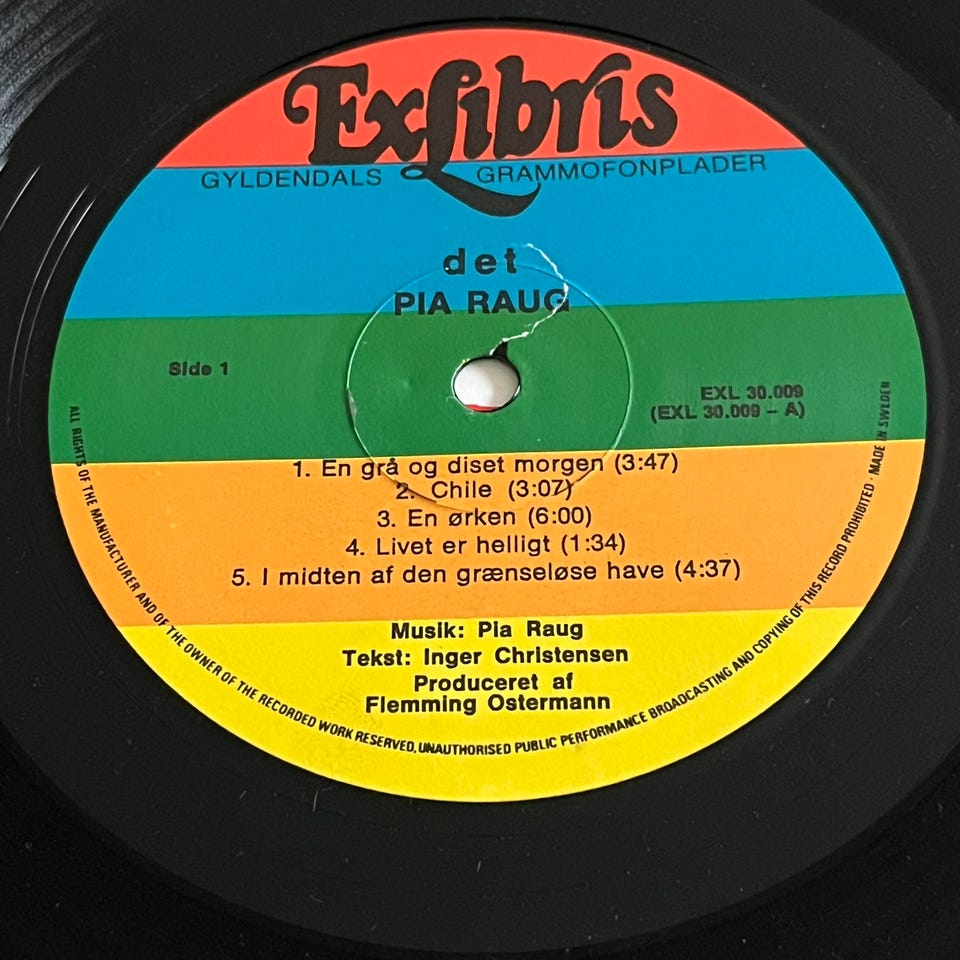 ExLibris
GYLDENDALS GRAMMOFONPLADER
det
PIA RAUG
Side 1
EXL 30.009
(EXL 30.009 – A)
1. En grå og diset morgen (3:47)
2. Chile (3:07)
3. En ørken (6:00)
4. Livet er helligt (1:34)
5. I midten af den grænseløse have (4:37)
Musik: Pia Raug
Tekst: Inger Christensen
Produceret af
Flemming Ostermann
ALL RIGHTS OF THE MANUFACTURER AND OF THE OWNER OF THE RECORDED WORK RESERVED, UNAUTHORISED PUBLIC PERFORMANCE BROADCASTING AND COPYING OF THIS RECORD PROHIBITED · MADE IN SWEDEN